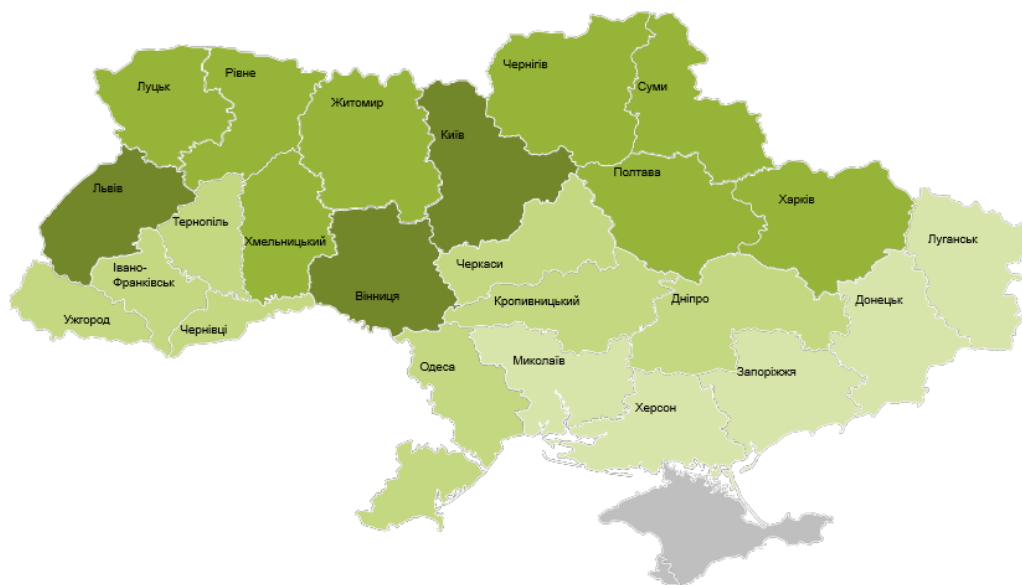 Чернігів
Рівне
Луцьк
Суми
Житомир
Київ
Полтава
Львів
Харків
Тернопіль
Луганськ
Хмельницький
Івано-
Франківськ
Черкаси
Вінниця
Кропивницький
Дніпро
Донецьк
Ужгород
Чернівці
Миколаїв
Одеса
Запоріжжя
Херсон